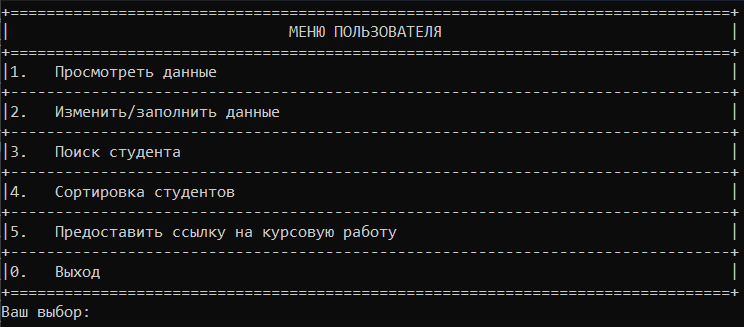 МЕНЮ ПОЛЬЗОВАТЕЛЯ
1. Просмотреть данные
2. Изменить/заполнить данные
3. Поиск студента
4. Сортировка студентов
5. Предоставить ссылку на курсовую работу
0. Выход
Ваш выбор: